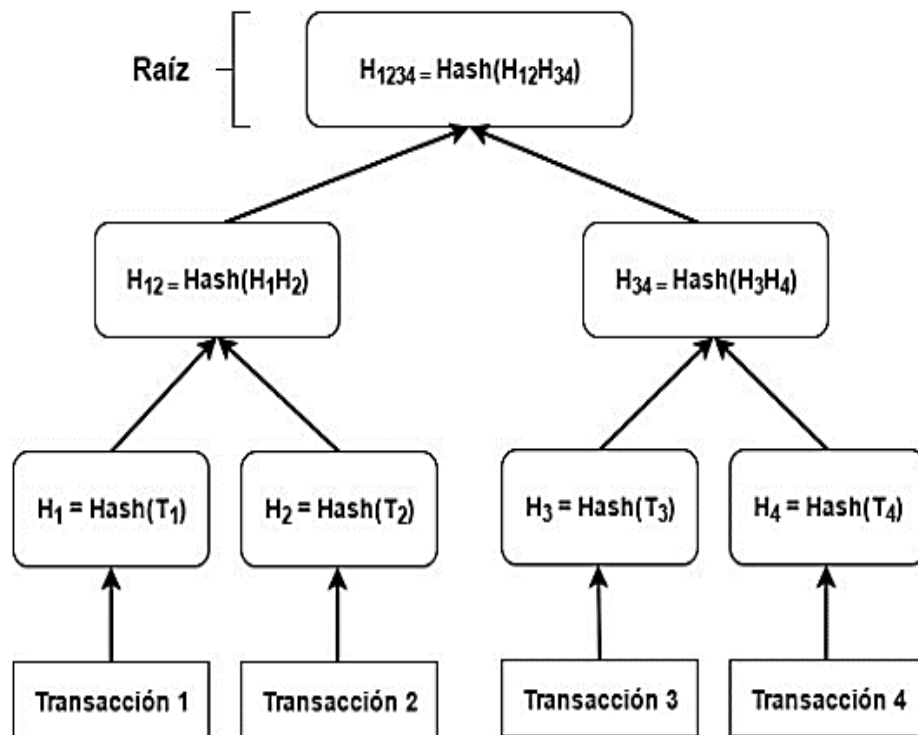 Raíz
H1234 = Hash(H12H34)
H12 = Hash(H1H2)
H34 = Hash(H3H4)
H1 = Hash(T1)
H2 = Hash(T2)
H3 = Hash(T3)
H4 = Hash(T4)
Transacción 1
Transacción 2
Transacción 3
Transacción 4